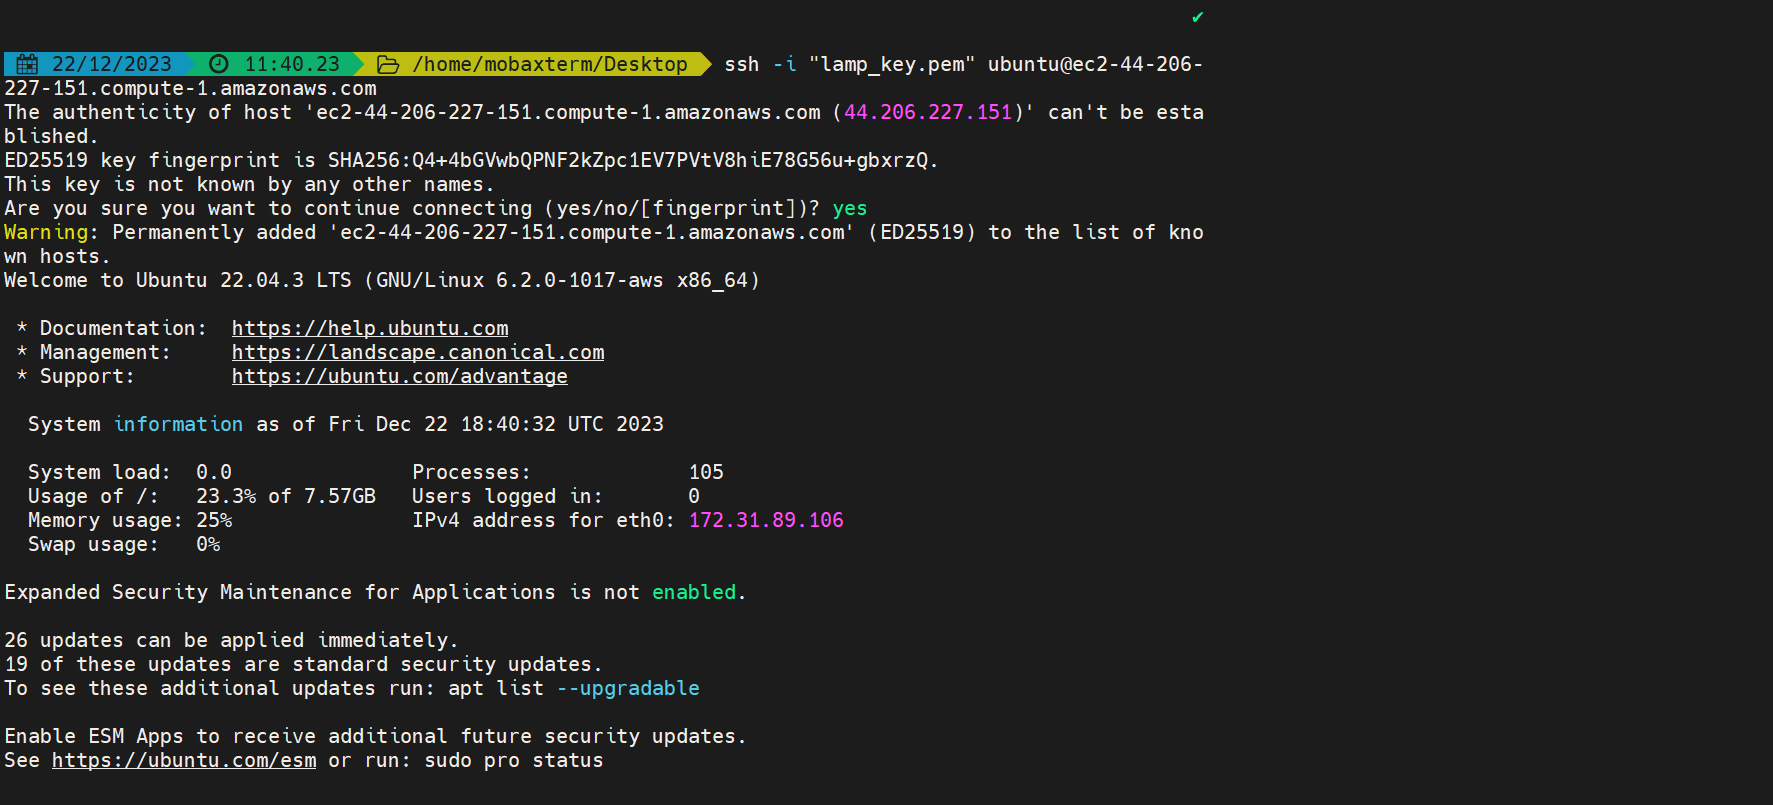 ✔
22/12/2023 11:40.23 /home/mobaxterm/Desktop ssh -i "lamp_key.pem" ubuntu@ec2-44-206-
227-151.compute-1.amazonaws.com
The authenticity of host 'ec2-44-206-227-151.compute-1.amazonaws.com (44.206.227.151)' can't be esta
blished.
ED25519 key fingerprint is SHA256:Q4+4bGVwbQPNF2kZpc1EV7PVtV8hiE78G56u+gbxrzQ.
This key is not known by any other names.
Are you sure you want to continue connecting (yes/no/[fingerprint])? yes
Warning: Permanently added 'ec2-44-206-227-151.compute-1.amazonaws.com' (ED25519) to the list of kno
wn hosts.
Welcome to Ubuntu 22.04.3 LTS (GNU/Linux 6.2.0-1017-aws x86_64)
* Documentation: https://help.ubuntu.com
* Management: https://landscape.canonical.com
* Support: https://ubuntu.com/advantage
System information as of Fri Dec 22 18:40:32 UTC 2023
System load: 0.0 Processes: 105
Usage of /: 23.3% of 7.57GB Users logged in: 0
Memory usage: 25% IPv4 address for eth0: 172.31.89.106
Swap usage: 0%
Expanded Security Maintenance for Applications is not enabled.
26 updates can be applied immediately.
19 of these updates are standard security updates.
To see these additional updates run: apt list --upgradable
Enable ESM Apps to receive additional future security updates.
See https://ubuntu.com/esm or run: sudo pro status